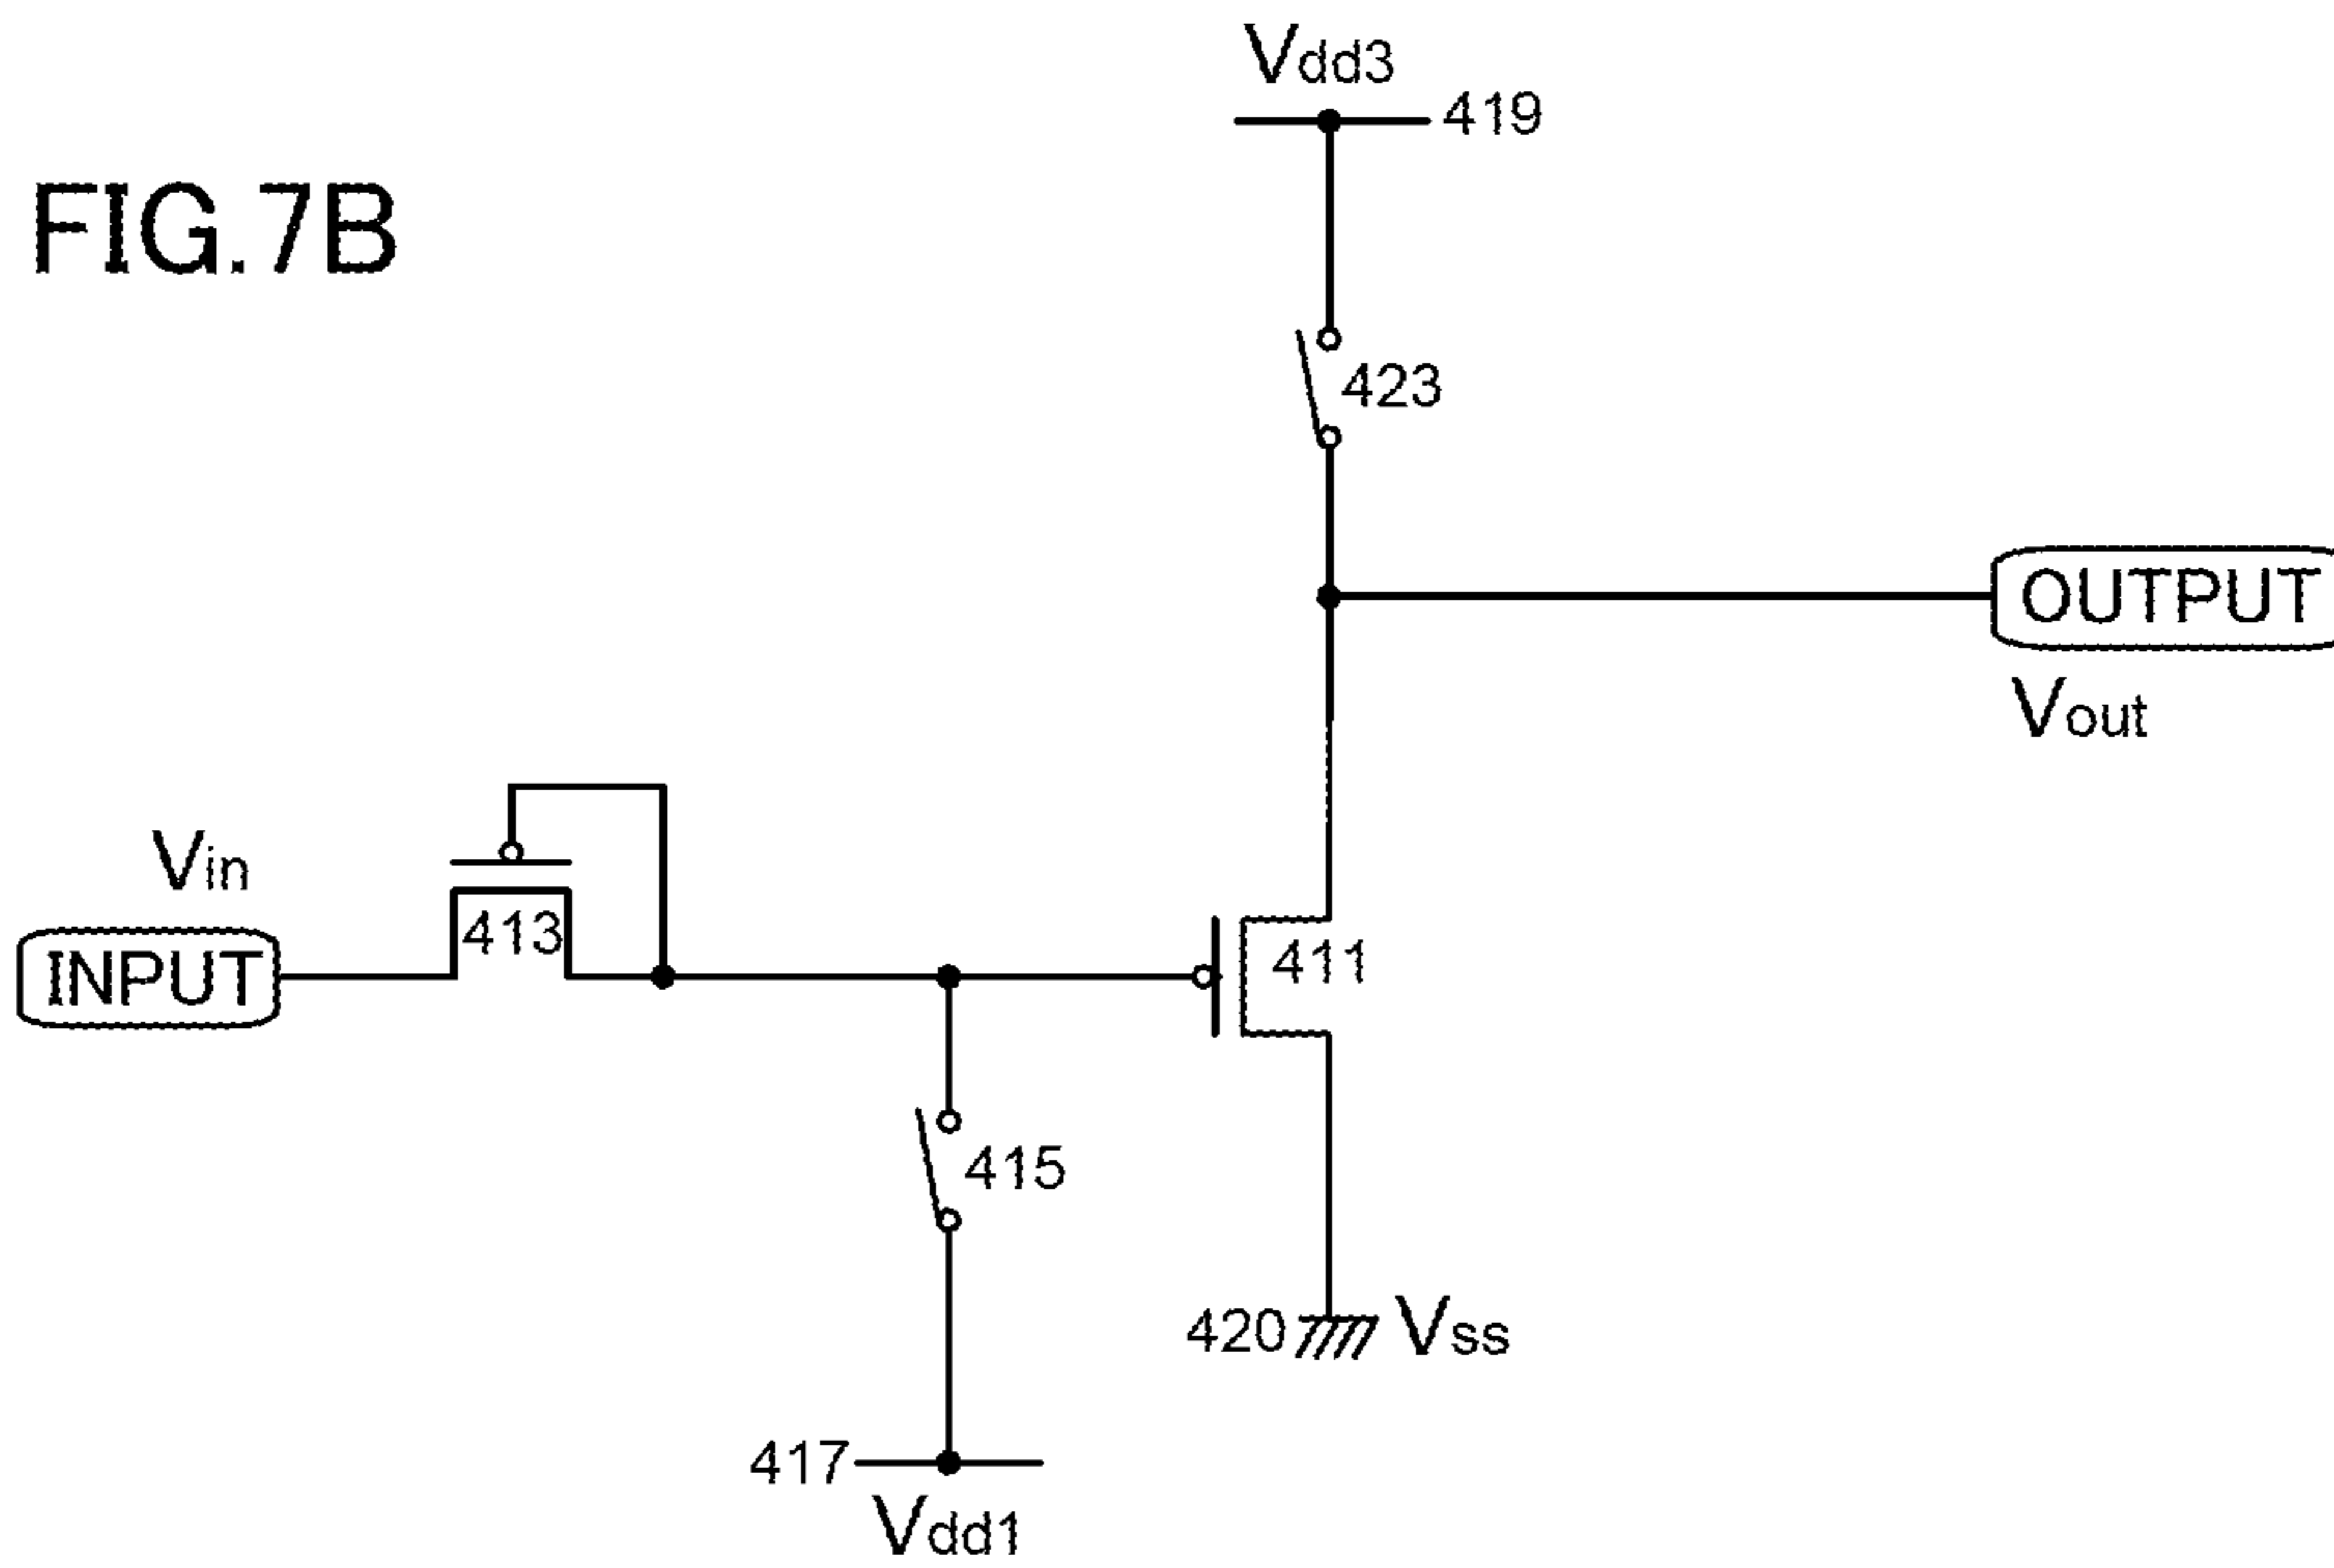 Vdd3
419
FIG.7B
423
OUTPUT
Vout
Vin
INPUT
413
411
415
420
Vss
417
Vdd1